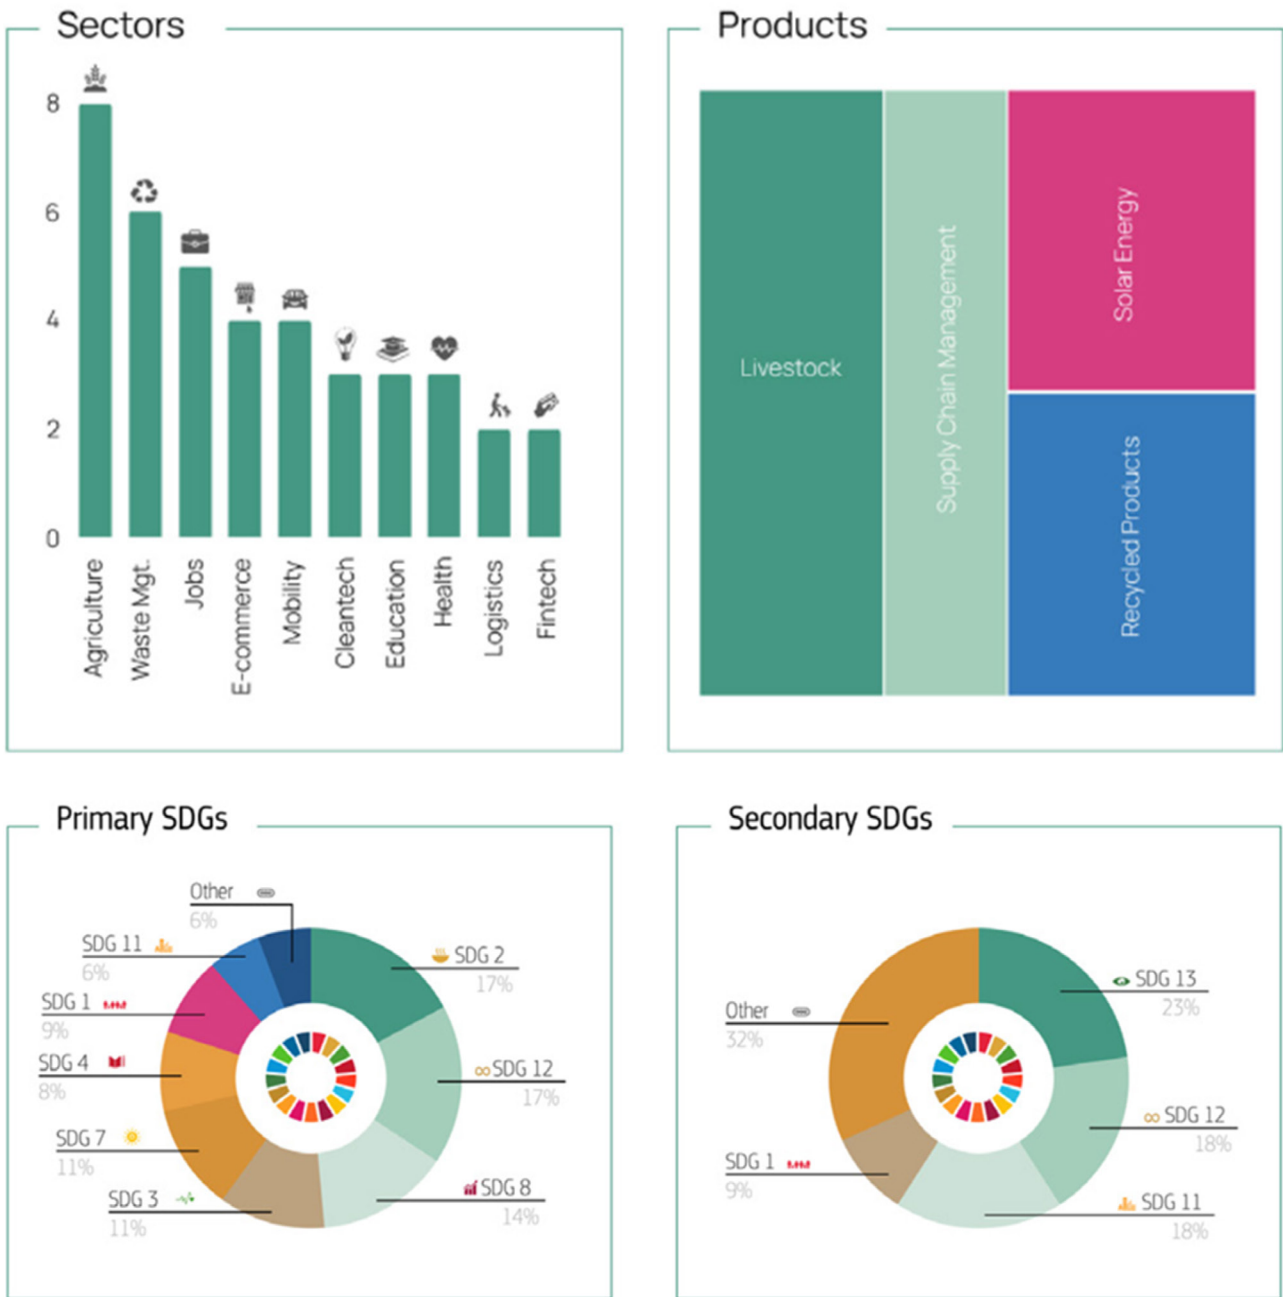 Sectors
8
6
4
2
0
Agriculture
Waste Mgt.
Jobs
E-commerce
Mobility
Cleantech
Education
Health
Logistics
Fintech
Products
Livestock
Supply Chain Management
Solar Energy
Recycled Products
Primary SDGs
Other
6%
SDG 11
6%
SDG 1
9%
SDG 4
8%
SDG 7
11%
SDG 3
11%
SDG 2
17%
SDG 12
17%
SDG 8
14%
Secondary SDGs
Other
32%
SDG 1
9%
SDG 13
23%
SDG 12
18%
SDG 11
18%